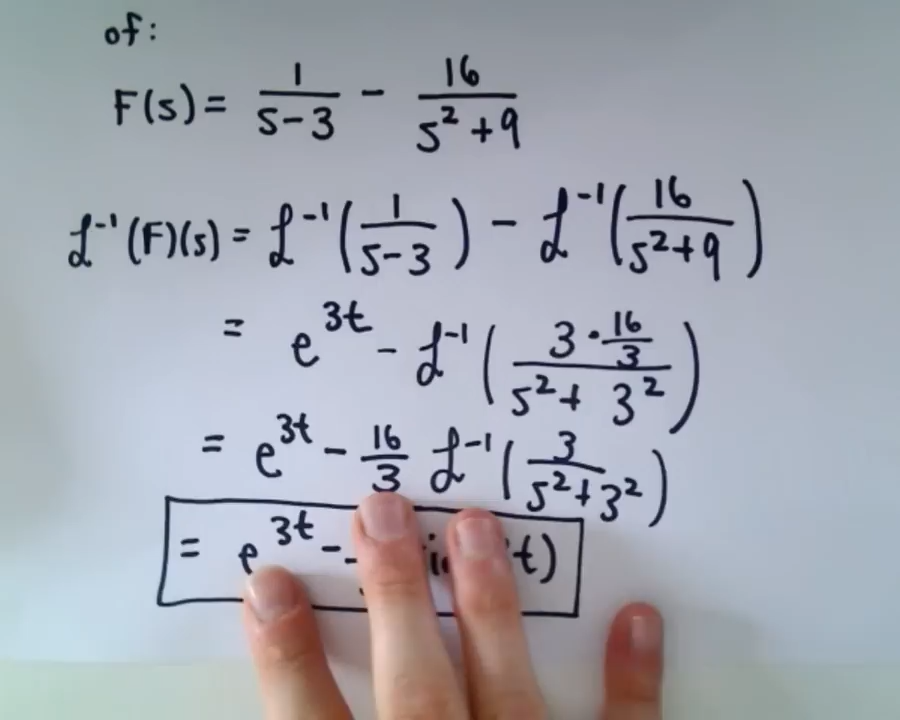 of:
F(s) = 1/(s-3) - 16/(s²+9)
ℒ⁻¹(F)(s) = ℒ⁻¹(1/(s-3)) - ℒ⁻¹(16/(s²+9))
= e^(3t) - ℒ⁻¹((3·16/3)/(s²+3²))
= e^(3t) - 16/3 ℒ⁻¹(3/(s²+3²))
= e^(3t) - t)